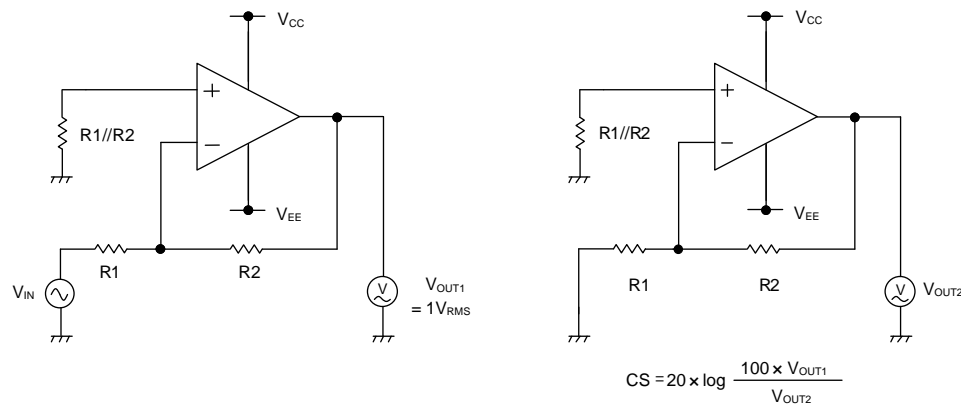 VCC
+
R1//R2
−
VEE
R1
R2
VIN
V
VOUT1
= 1VRMS
VCC
+
R1//R2
−
VEE
R1
R2
V
VOUT2
CS = 20 × log 100 × VOUT1 / VOUT2